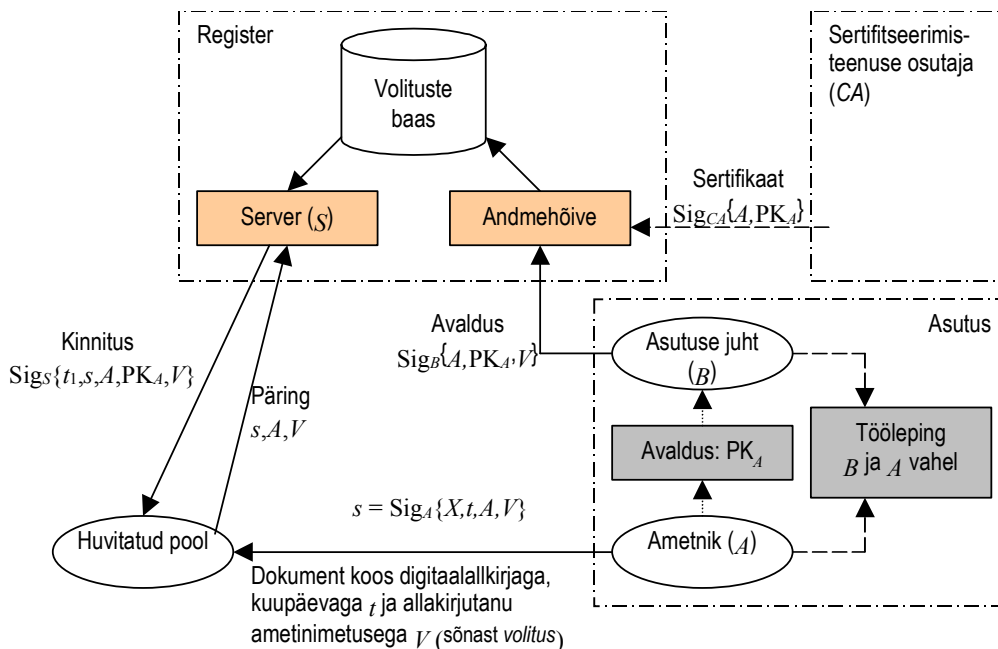 Register
Volituste
baas
Server (S)
Andmehõive
Sertifitseerimis-
teenuse osutaja
(CA)
Sertifikaat
Sig_CA{A,PK_A}
Kinnitus
Sig_S{t₁,s,A,PK_A,V}
Päring
s,A,V
Avaldus
Sig_B{A,PK_A,V}
Asutus
Asutuse juht
(B)
Avaldus: PK_A
Tööleping
B ja A vahel
Ametnik (A)
s = Sig_A{X,t,A,V}
Huvitatud pool
Dokument koos digitaalallkirjaga,
kuupäevaga t ja allakirjutanu
ametinimetusega V (sõnast volitus)